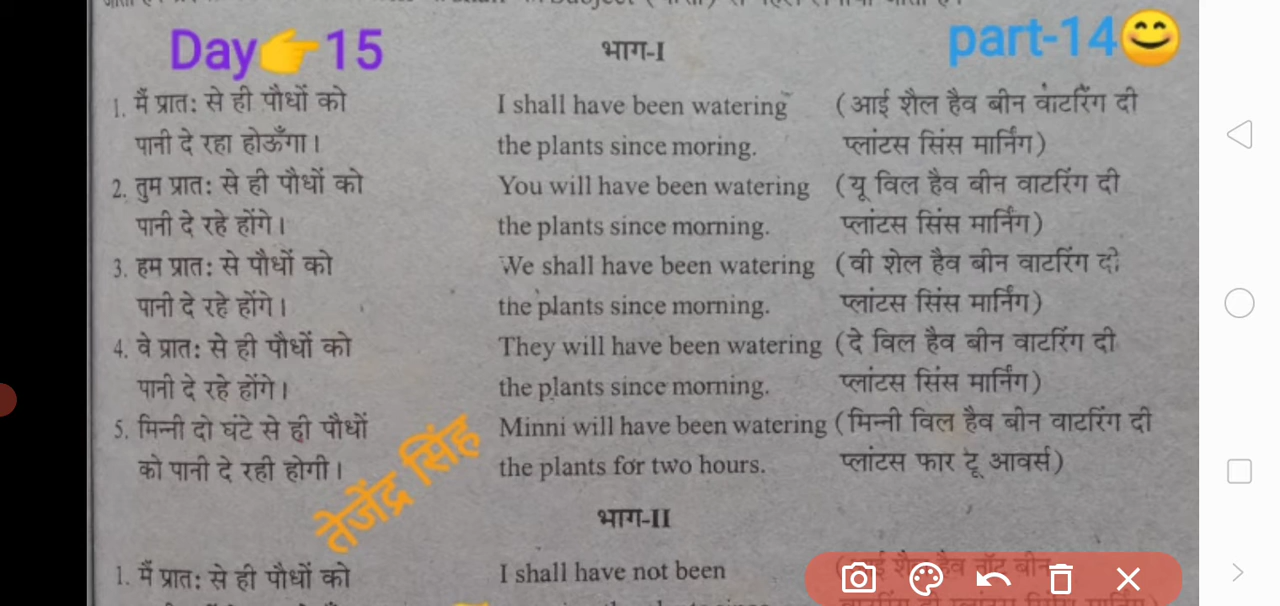 Day👉15
part-14😊
भाग-I
1. मैं प्रात: से ही पौधों को I shall have been watering (आई शैल हैव बीन वाटरिंग दी
पानी दे रहा होऊँगा। the plants since moring. प्लांटस सिंस मार्निंग)
2. तुम प्रात: से ही पौधों को You will have been watering (यू विल हैव बीन वाटरिंग दी
पानी दे रहे होंगे। the plants since morning. प्लांटस सिंस मार्निंग)
3. हम प्रात: से पौधों को We shall have been watering (वी शेल हैव बीन वाटरिंग दी
पानी दे रहे होंगे। the plants since morning. प्लांटस सिंस मार्निंग)
4. वे प्रात: से ही पौधों को They will have been watering (दे विल हैव बीन वाटरिंग दी
पानी दे रहे होंगे। the plants since morning. प्लांटस सिंस मार्निंग)
5. मिन्नी दो घंटे से ही पौधों Minni will have been watering (मिन्नी विल हैव बीन वाटरिंग दी
को पानी दे रही होगी। the plants for two hours. प्लांटस फार टू आवर्स)
तेजेंद्र सिंह
भाग-II
1. मैं प्रात: से ही पौधों को I shall have not been (आई शैल हैव नॉट बीन